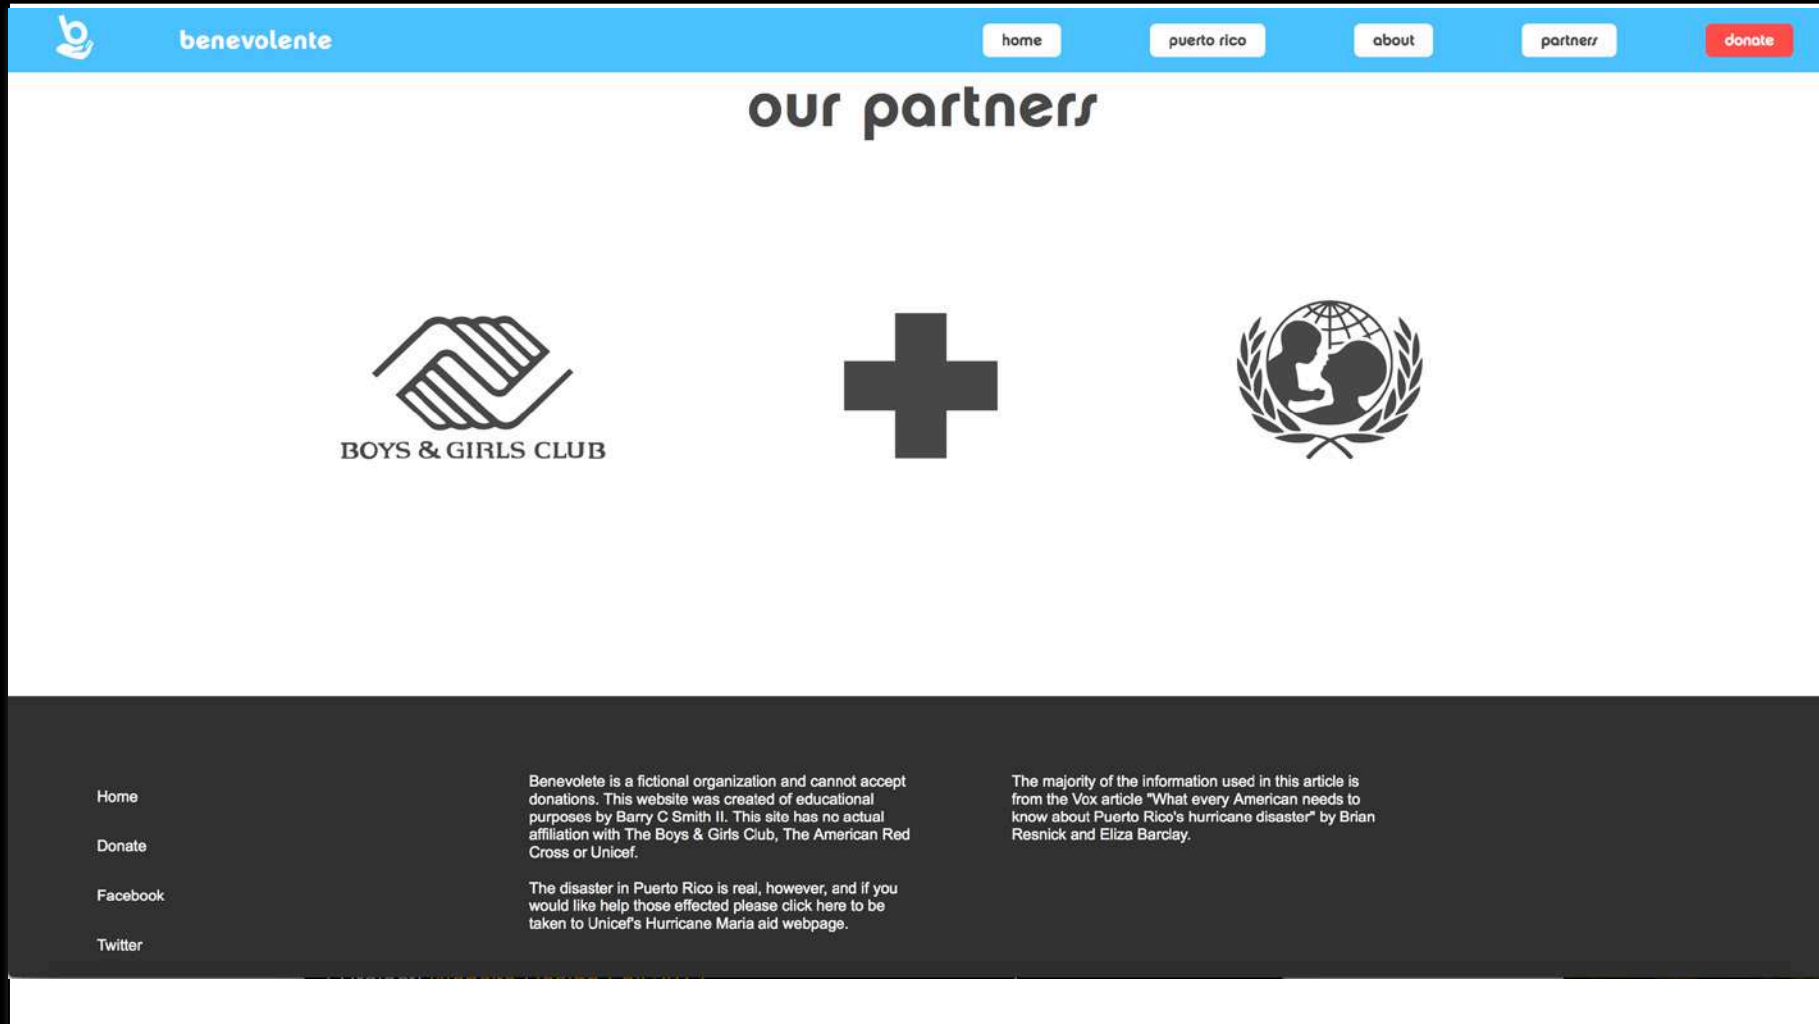 benevolente
home
puerto rico
about
partners
donate
our partners
BOYS & GIRLS CLUB
Home
Donate
Facebook
Twitter
Benevolete is a fictional organization and cannot accept
donations. This website was created of educational
purposes by Barry C Smith II. This site has no actual
affiliation with The Boys & Girls Club, The American Red
Cross or Unicef.
The disaster in Puerto Rico is real, however, and if you
would like help those effected please click here to be
taken to Unicef's Hurricane Maria aid webpage.
The majority of the information used in this article is
from the Vox article "What every American needs to
know about Puerto Rico's hurricane disaster" by Brian
Resnick and Eliza Barclay.